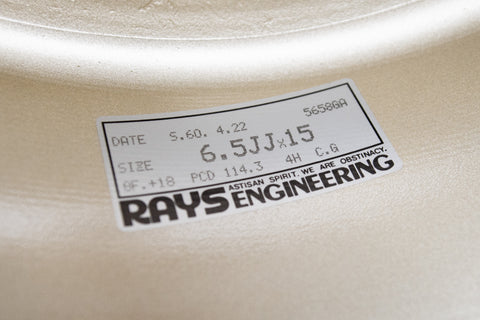 DATE S.60. 4.22 5658GA
SIZE 6.5JJx15
OF.+18 PCD 114.3 4H C.G
RAYS ENGINEERING
ASTISAN SPIRIT. WE ARE OBSTINACY.